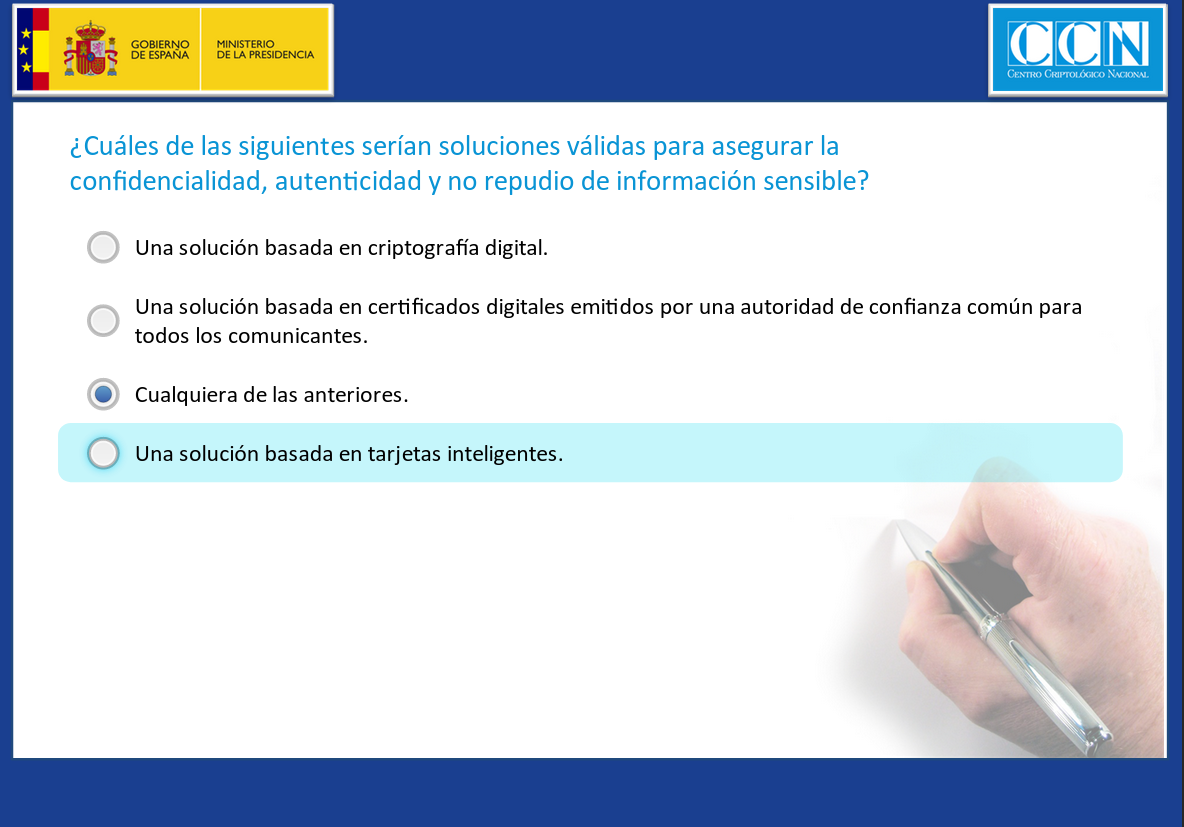 GOBIERNO
DE ESPAÑA
MINISTERIO
DE LA PRESIDENCIA
CCN
CENTRO CRIPTOLÓGICO NACIONAL
¿Cuáles de las siguientes serían soluciones válidas para asegurar la
confidencialidad, autenticidad y no repudio de información sensible?
Una solución basada en criptografía digital.
Una solución basada en certificados digitales emitidos por una autoridad de confianza común para
todos los comunicantes.
Cualquiera de las anteriores.
Una solución basada en tarjetas inteligentes.